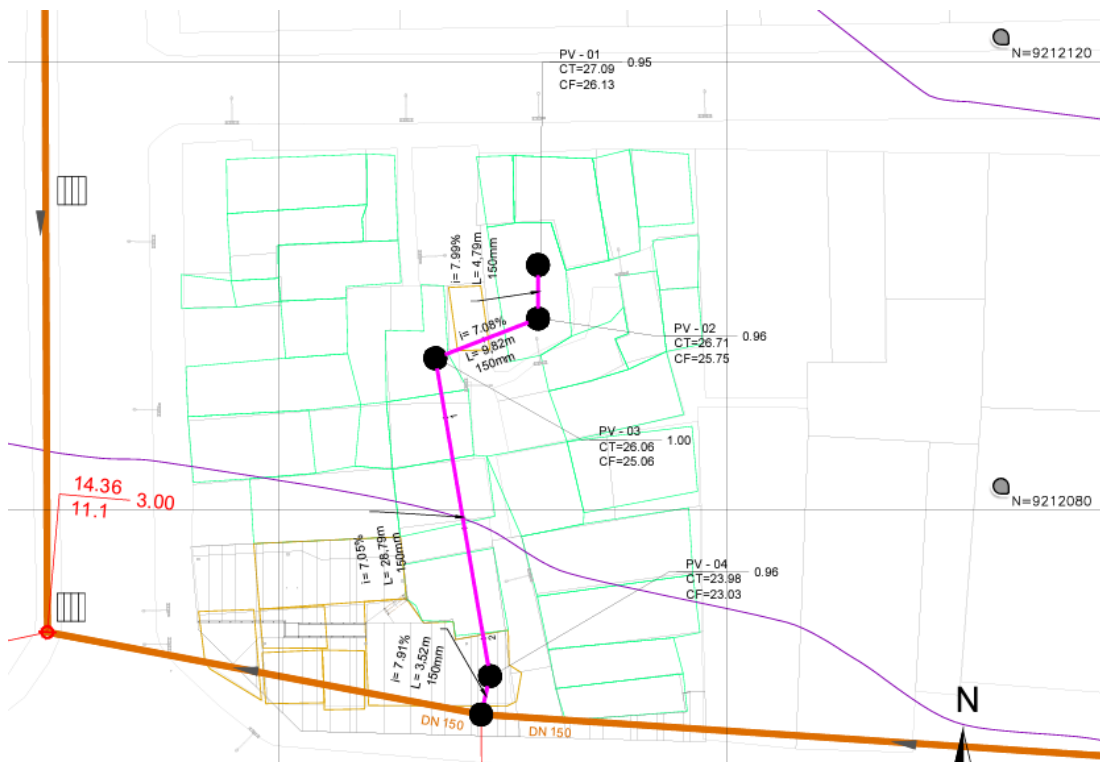 PV - 01
CT=27.09
CF=26.13
0.95
N=9212120
i= 7.99%
L= 4,79m
150mm
i= 7.08%
L= 9,82m
150mm
PV - 02
CT=26.71
CF=25.75
0.96
1
PV - 03
CT=26.06
CF=25.06
1.00
14.36
11.1
3.00
N=9212080
i= 7.05%
L= 28,79m
150mm
PV - 04
CT=23.98
CF=23.03
0.96
2
i= 7.91%
L= 3,52m
150mm
N
DN 150
DN 150